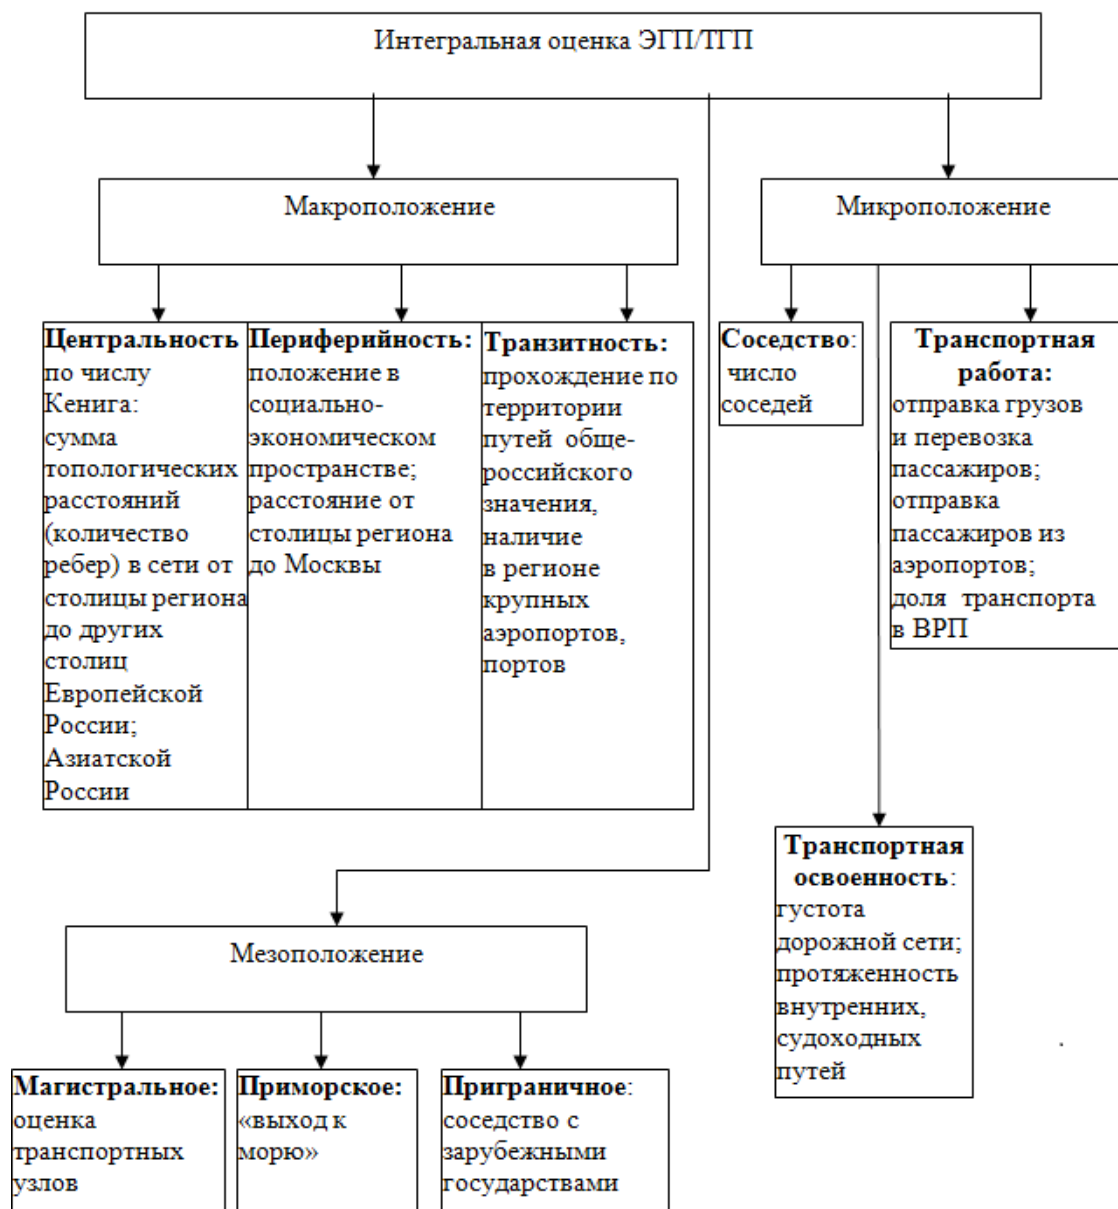 Интегральная оценка ЭГП/ТГП
Макроположение
Микроположение
Центральность
по числу
Кенига:
сумма
топологических
расстояний
(количество
ребер) в сети от
столицы региона
до других
столиц
Европейской
России;
Азиатской
России
Периферийность:
положение в
социально-
экономическом
пространстве;
расстояние от
столицы региона
до Москвы
Транзитность:
прохождение по
территории
путей обще-
российского
значения,
наличие
в регионе
крупных
аэропортов,
портов
Соседство:
число
соседей
Транспортная
работа:
отправка грузов
и перевозка
пассажиров;
отправка
пассажиров из
аэропортов;
доля транспорта
в ВРП
Транспортная
освоенность:
густота
дорожной сети;
протяженность
внутренних,
судоходных
путей
Мезоположение
Магистральное:
оценка
транспортных
узлов
Приморское:
«выход к
морю»
Приграничное:
соседство с
зарубежными
государствами